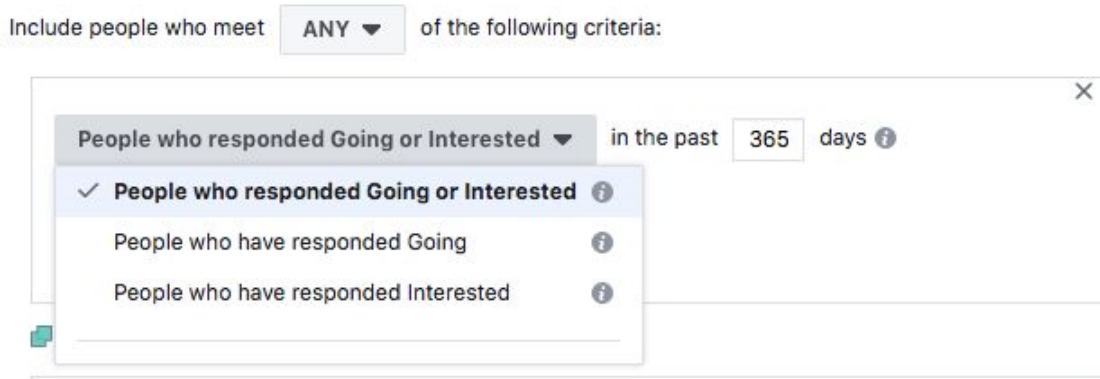 Include people who meet ANY of the following criteria:
People who responded Going or Interested in the past 365 days
People who responded Going or Interested
People who have responded Going
People who have responded Interested